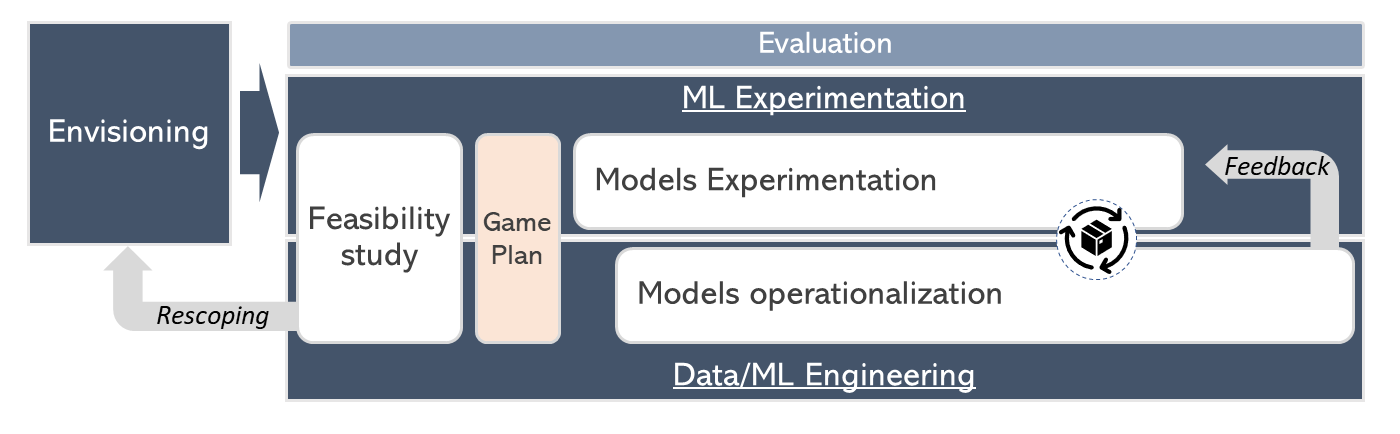 Evaluation
ML Experimentation
Envisioning
Feasibility
study
Game
Plan
Models Experimentation
Feedback
Models operationalization
Rescoping
Data/ML Engineering